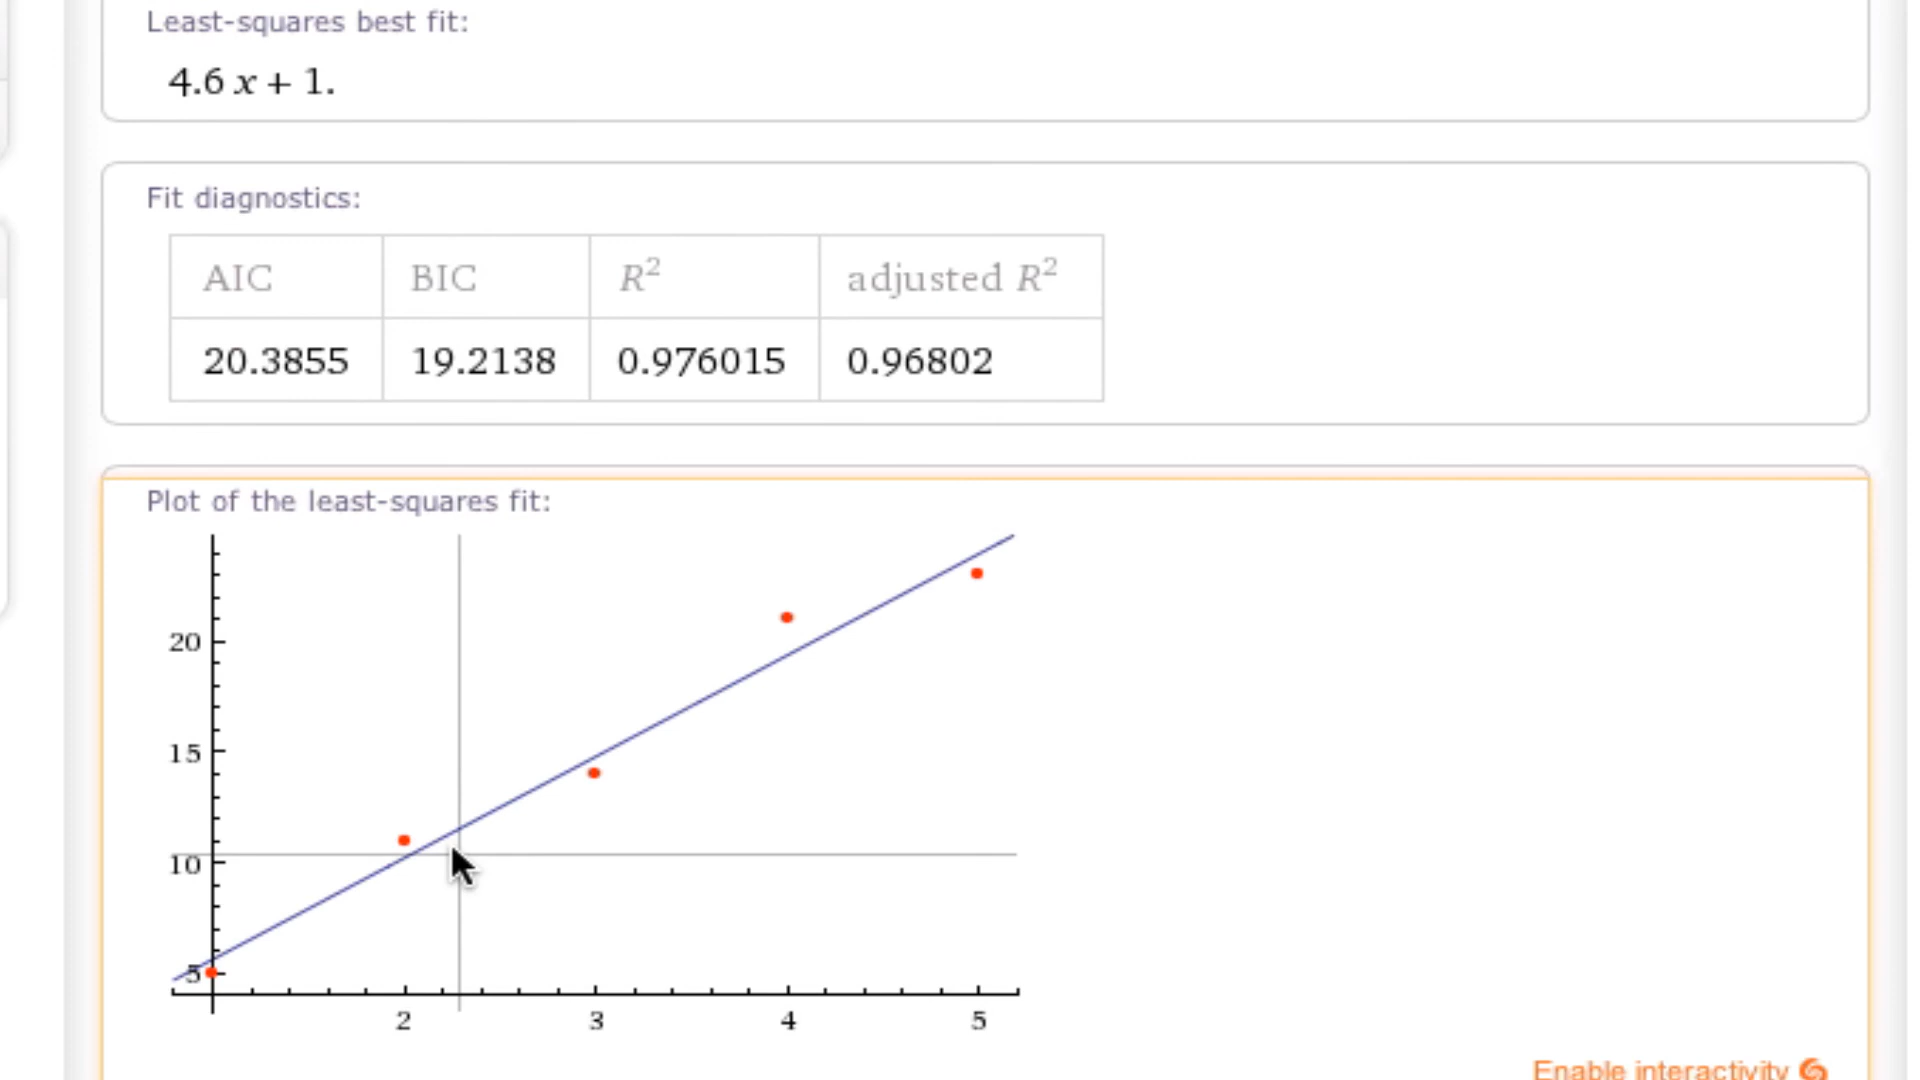 Least-squares best fit:
4.6 x + 1.
Fit diagnostics:
AIC BIC R² adjusted R²
20.3855 19.2138 0.976015 0.96802
Plot of the least-squares fit:
20
15
10
5
2 3 4 5
Enable interactivity